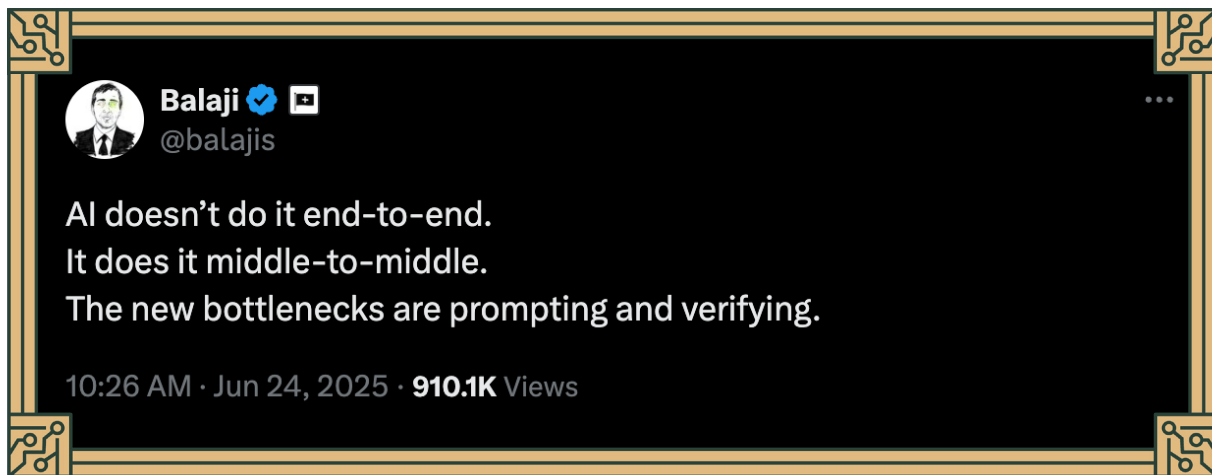 Balaji
@balajis
AI doesn’t do it end-to-end.
It does it middle-to-middle.
The new bottlenecks are prompting and verifying.
10:26 AM · Jun 24, 2025 · 910.1K Views